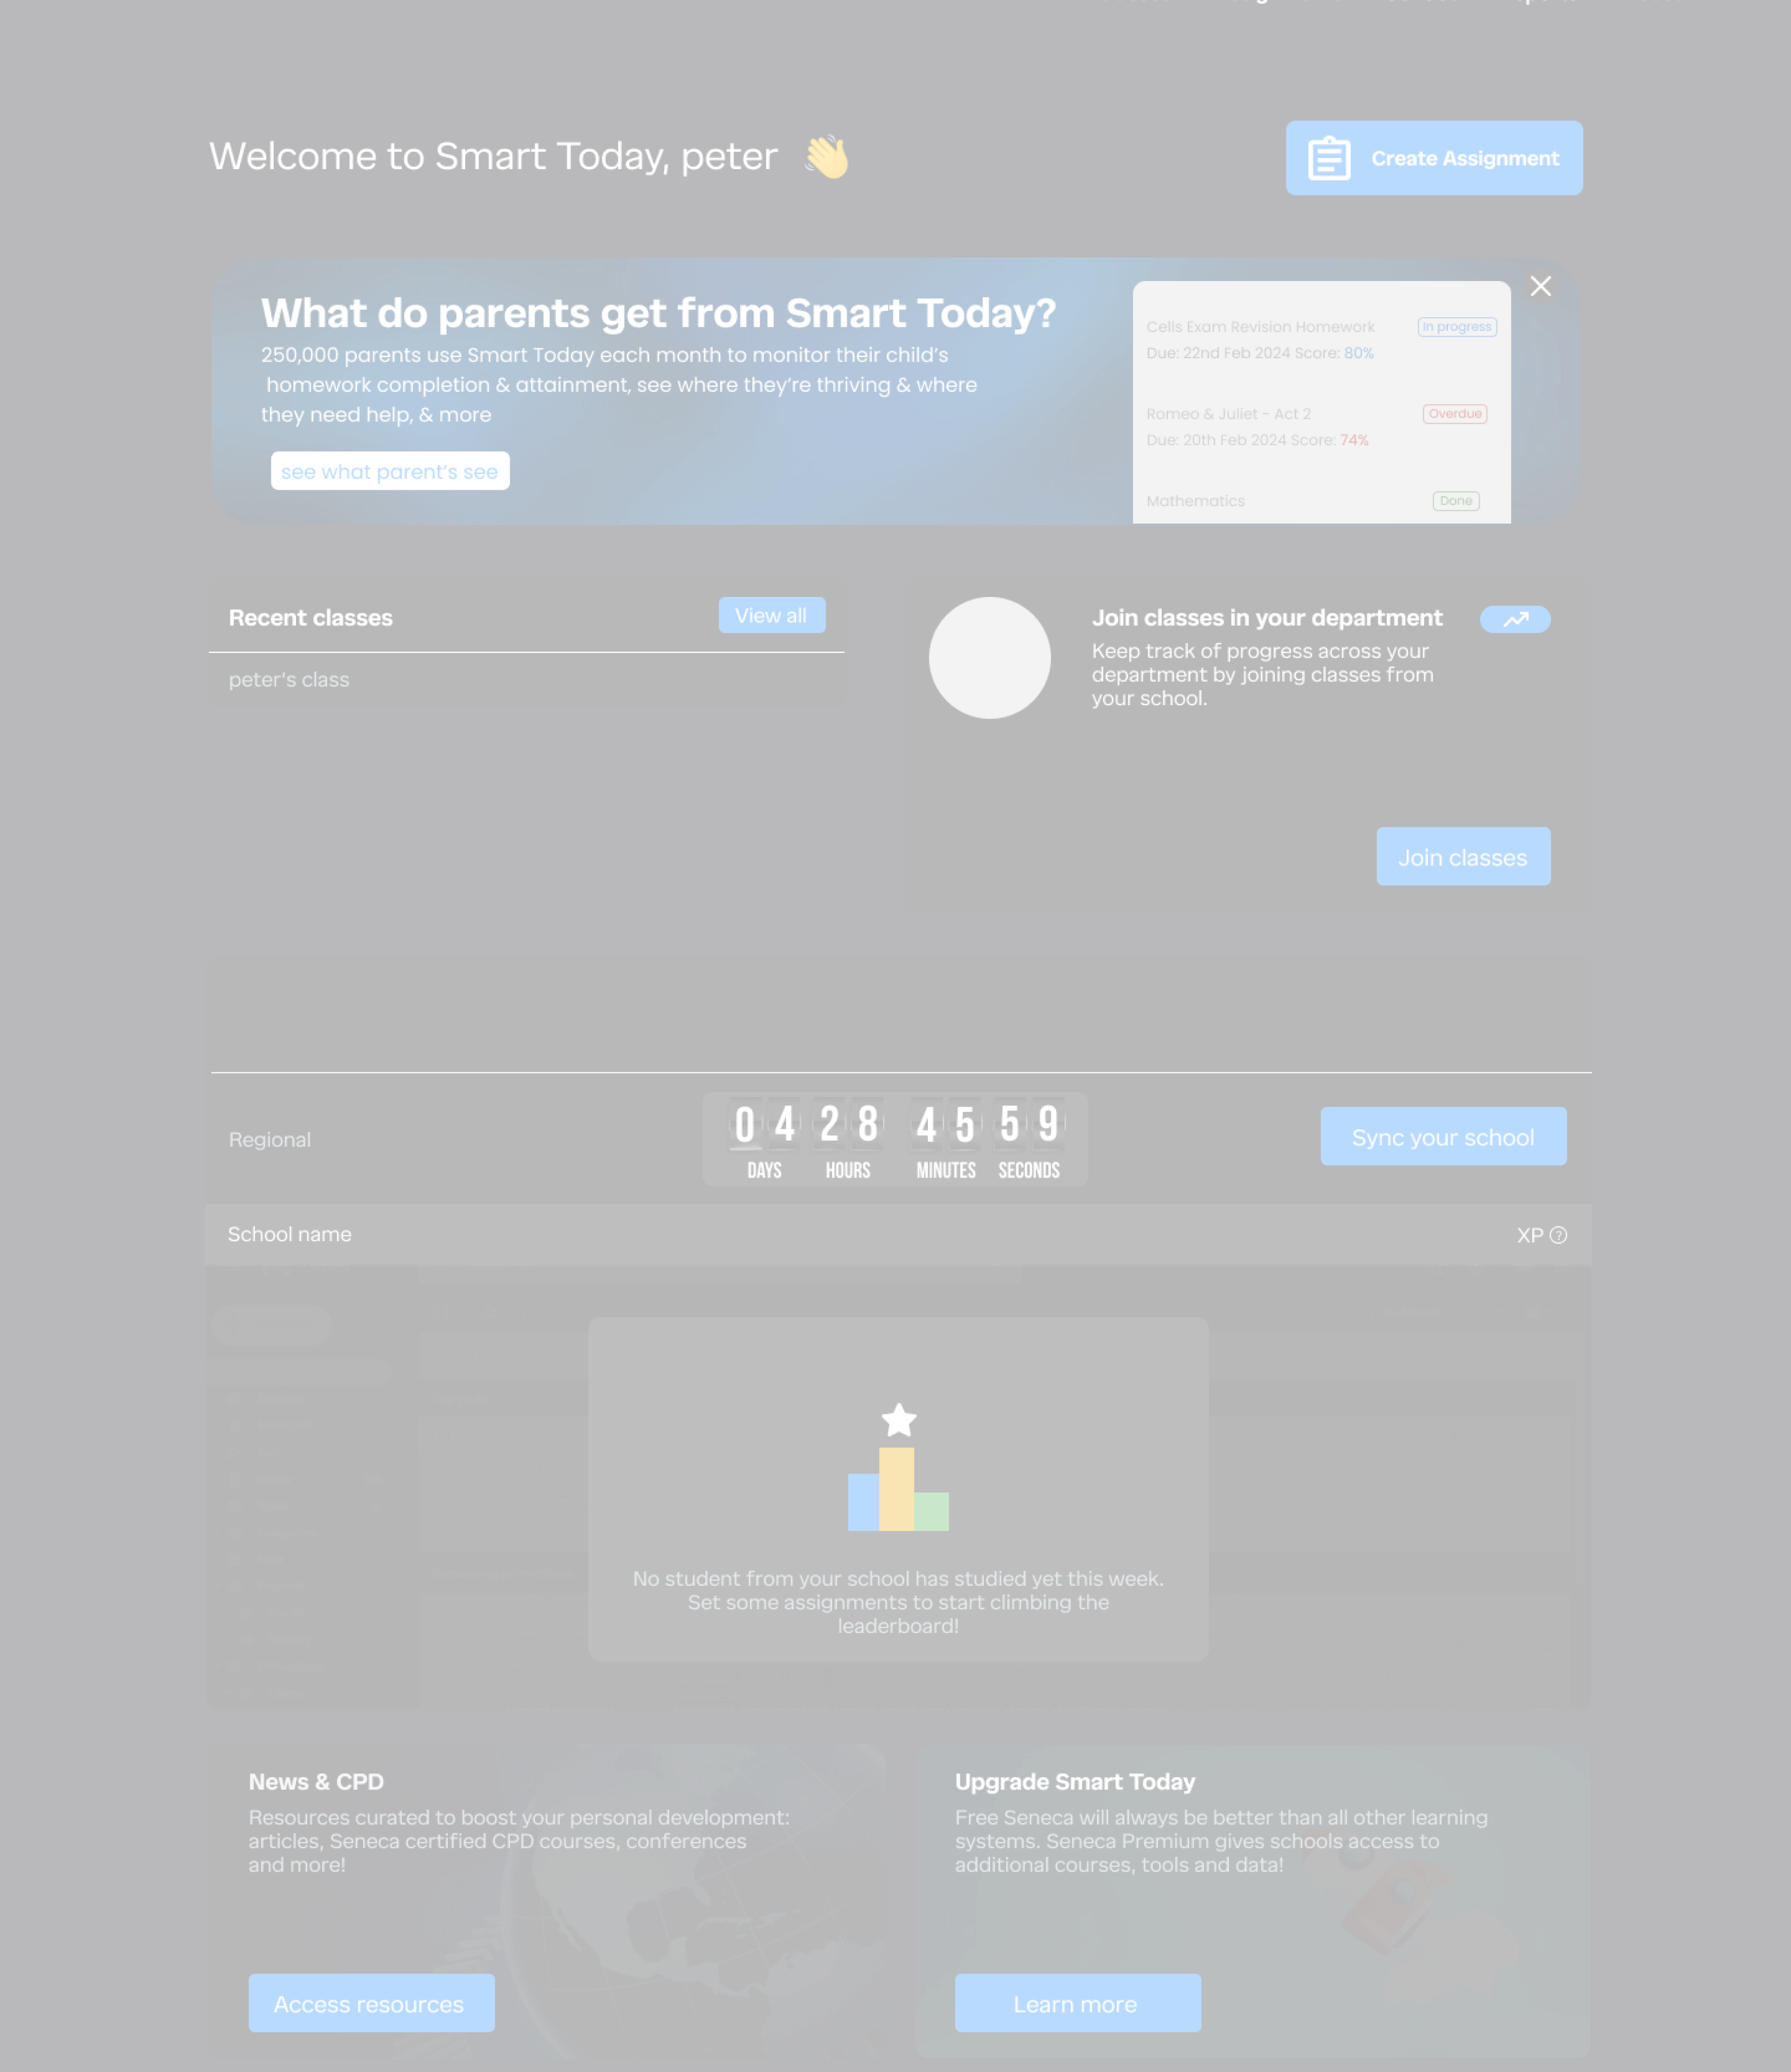 Welcome to Smart Today, peter
Create Assignment
What do parents get from Smart Today?
250,000 parents use Smart Today each month to monitor their child's
homework completion & attainment, see where they're thriving & where
they need help, & more
see what parent's see
Cells Exam Revision Homework
In progress
Due: 22nd Feb 2024 Score: 80%
Romeo & Juliet - Act 2
Overdue
Due: 20th Feb 2024 Score: 74%
Mathematics
Done
Recent classes
View all
peter's class
Join classes in your department
Keep track of progress across your
department by joining classes from
your school.
Join classes
Regional
04 28 45 59
DAYS HOURS MINUTES SECONDS
Sync your school
School name
XP
No student from your school has studied yet this week.
Set some assignments to start climbing the
leaderboard!
News & CPD
Resources curated to boost your personal development:
articles, Seneca certified CPD courses, conferences
and more!
Access resources
Upgrade Smart Today
Free Seneca will always be better than all other learning
systems. Seneca Premium gives schools access to
additional courses, tools and data!
Learn more